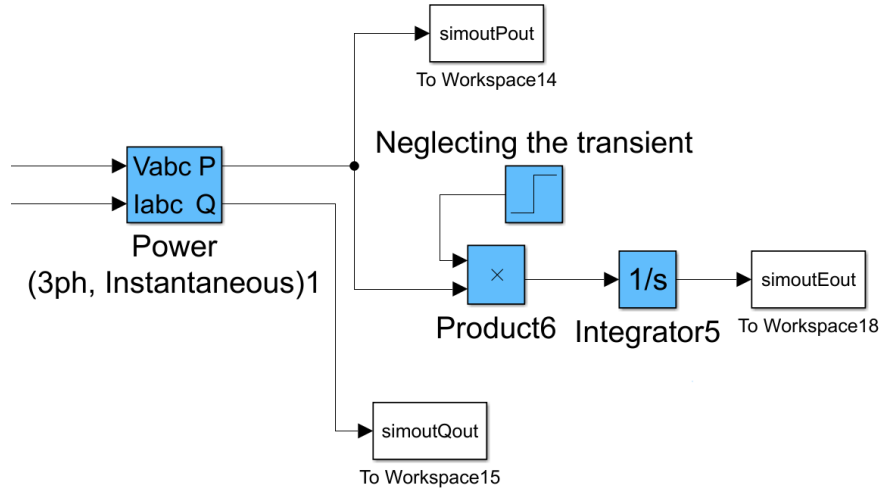 simoutPout
To Workspace14
Neglecting the transient
Vabc P
Iabc Q
Power
(3ph, Instantaneous)1
×
Product6
1/s
Integrator5
simoutEout
To Workspace18
simoutQout
To Workspace15